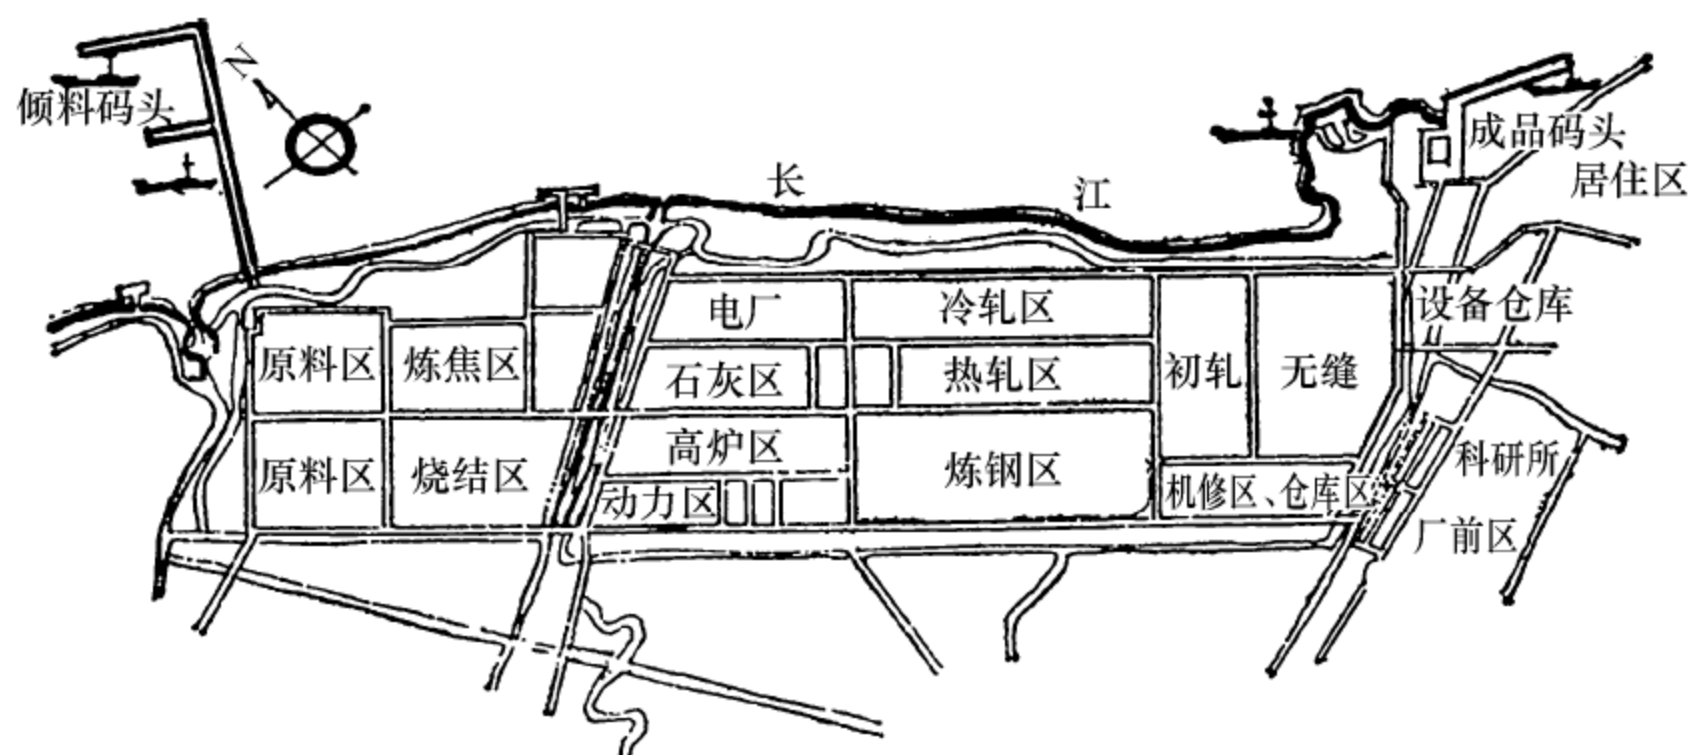 N
倾料码头
成品码头
长江
居住区
电厂
冷轧区
设备仓库
原料区
炼焦区
石灰区
热轧区
初轧
无缝
高炉区
科研所
原料区
烧结区
炼钢区
动力区
机修区、仓库区
厂前区